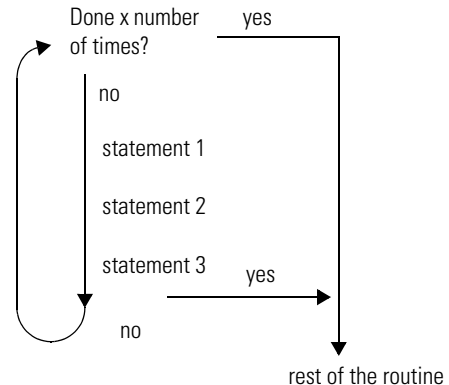 Done x number
of times?
yes
no
statement 1
statement 2
statement 3
yes
no
rest of the routine